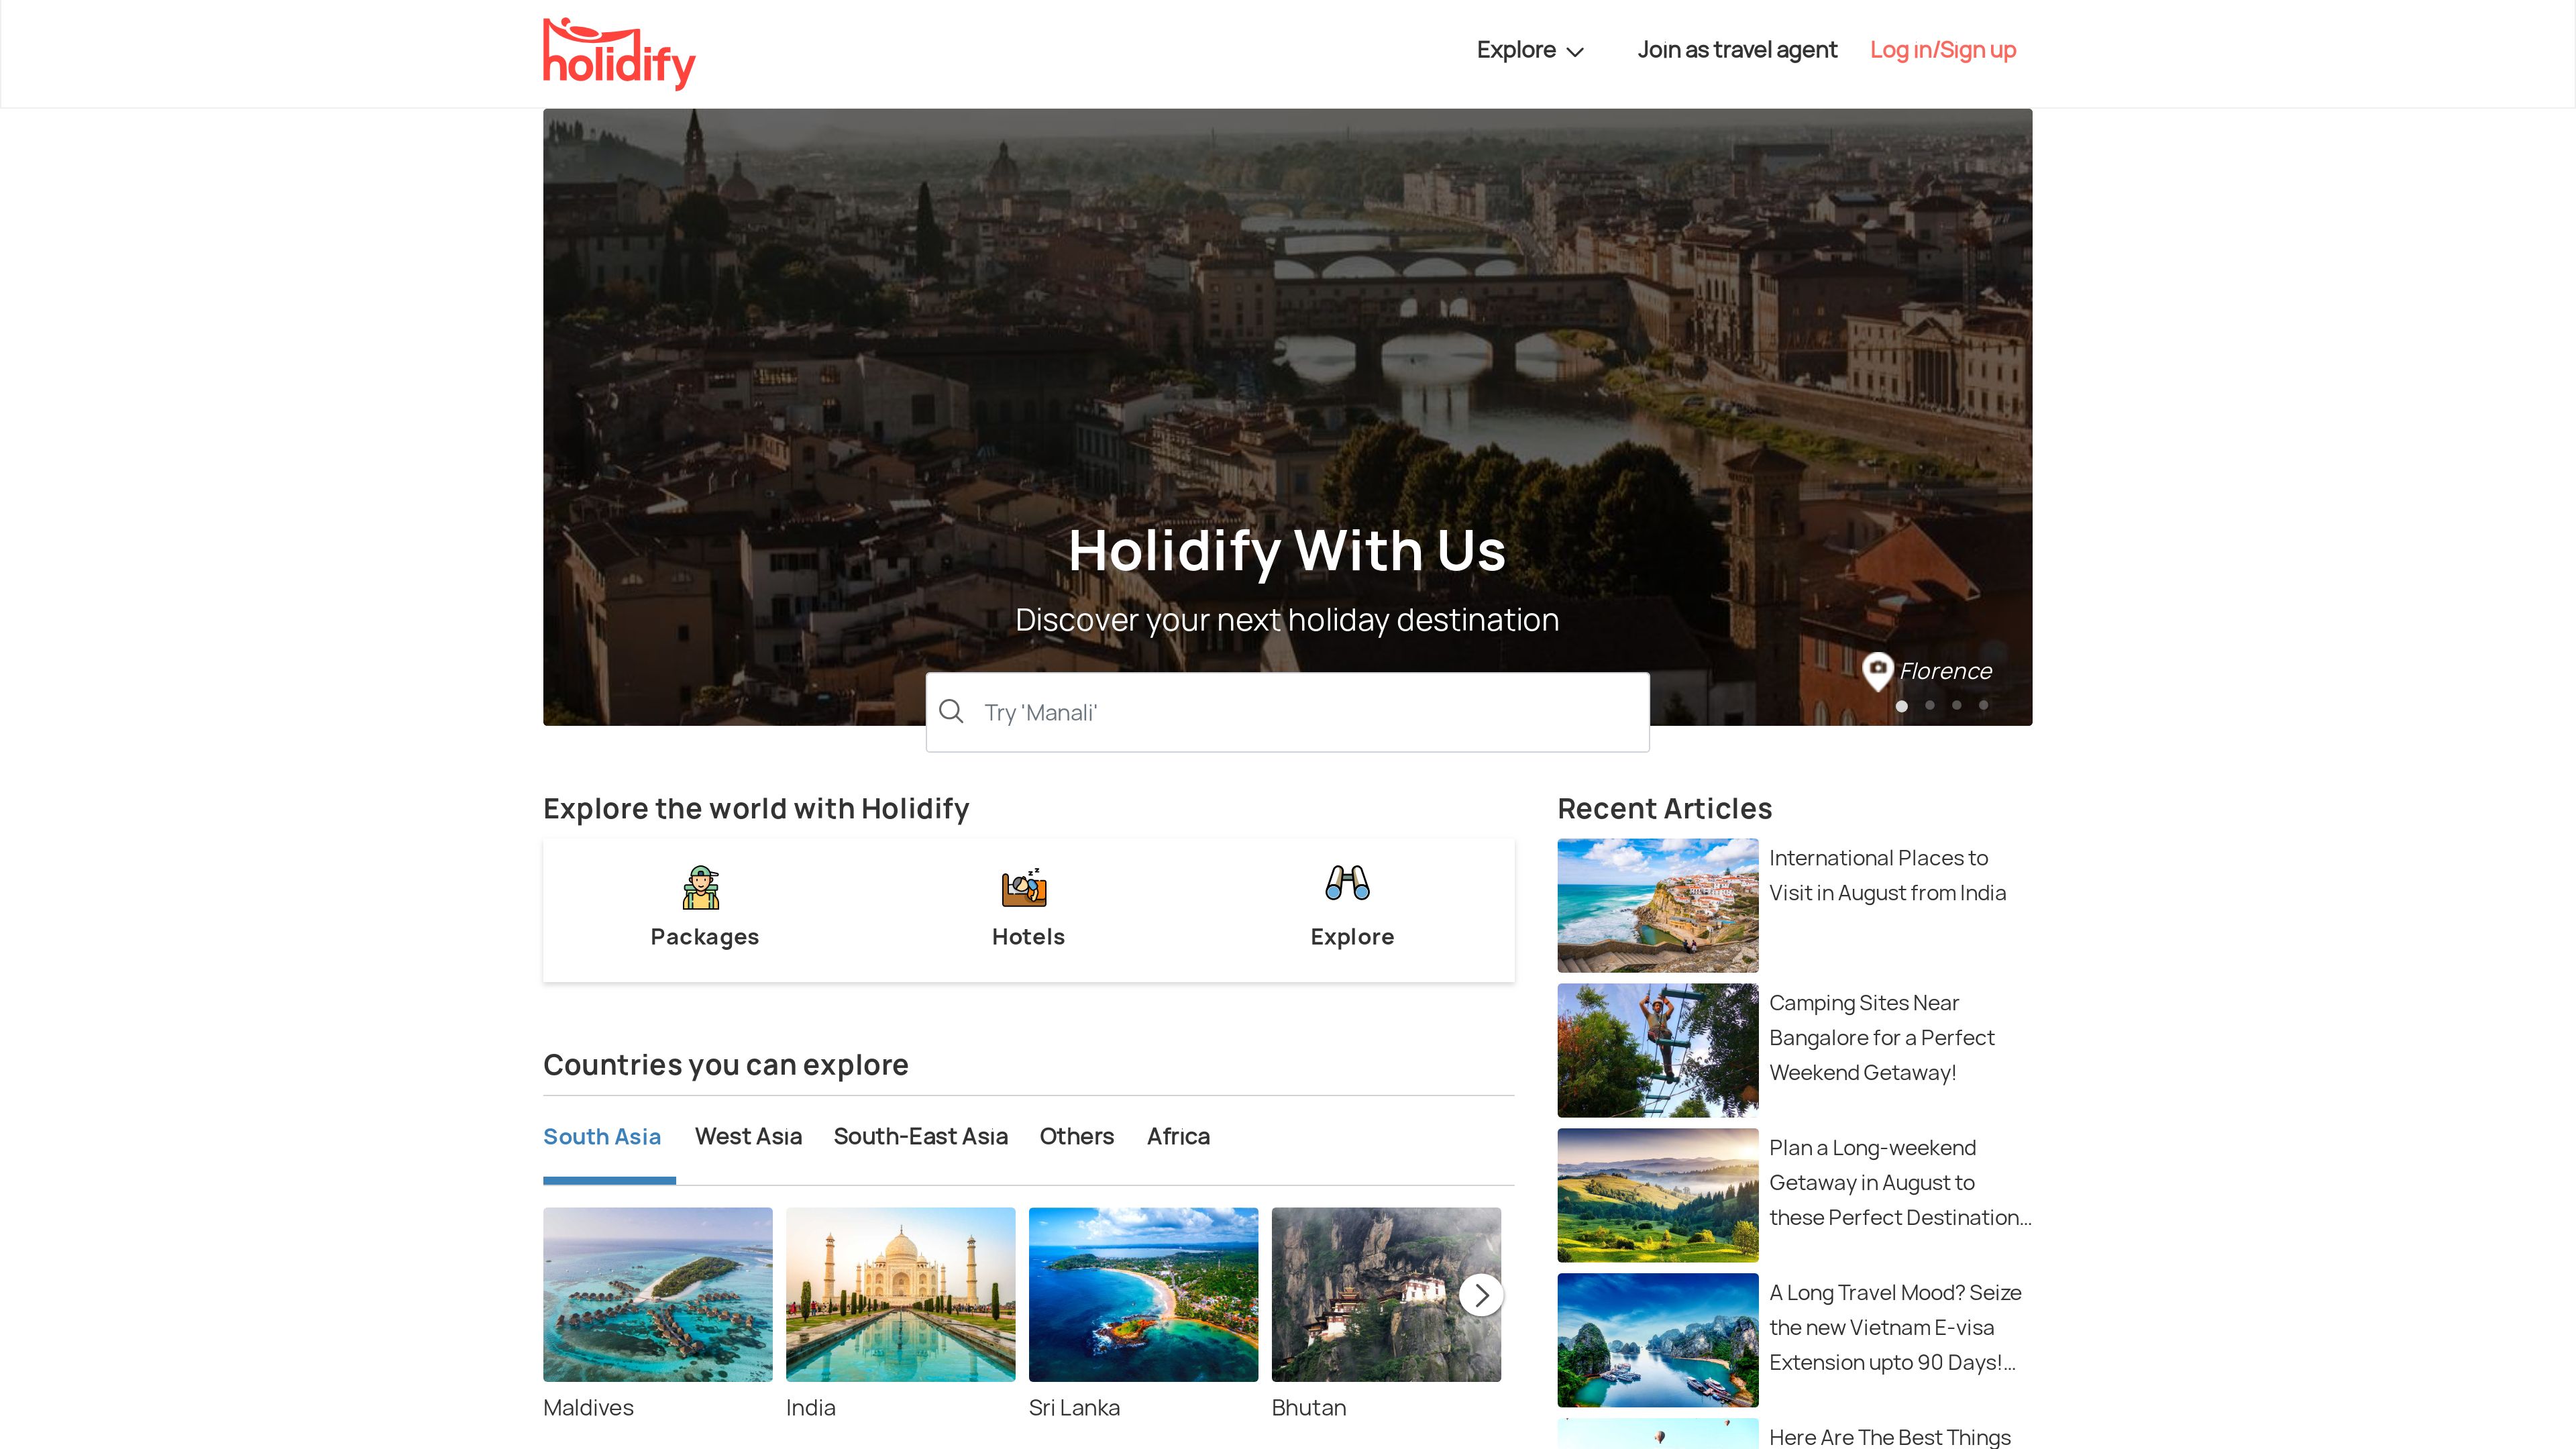 holidify
Explore
Join as travel agent
Log in/Sign up
Holidify With Us
Discover your next holiday destination
Florence
Try 'Manali'
Explore the world with Holidify
Packages
Hotels
Explore
Countries you can explore
South Asia
West Asia
South-East Asia
Others
Africa
Maldives
India
Sri Lanka
Bhutan
Recent Articles
International Places to
Visit in August from India
Camping Sites Near
Bangalore for a Perfect
Weekend Getaway!
Plan a Long-weekend
Getaway in August to
these Perfect Destination...
A Long Travel Mood? Seize
the new Vietnam E-visa
Extension upto 90 Days!...
Here Are The Best Things